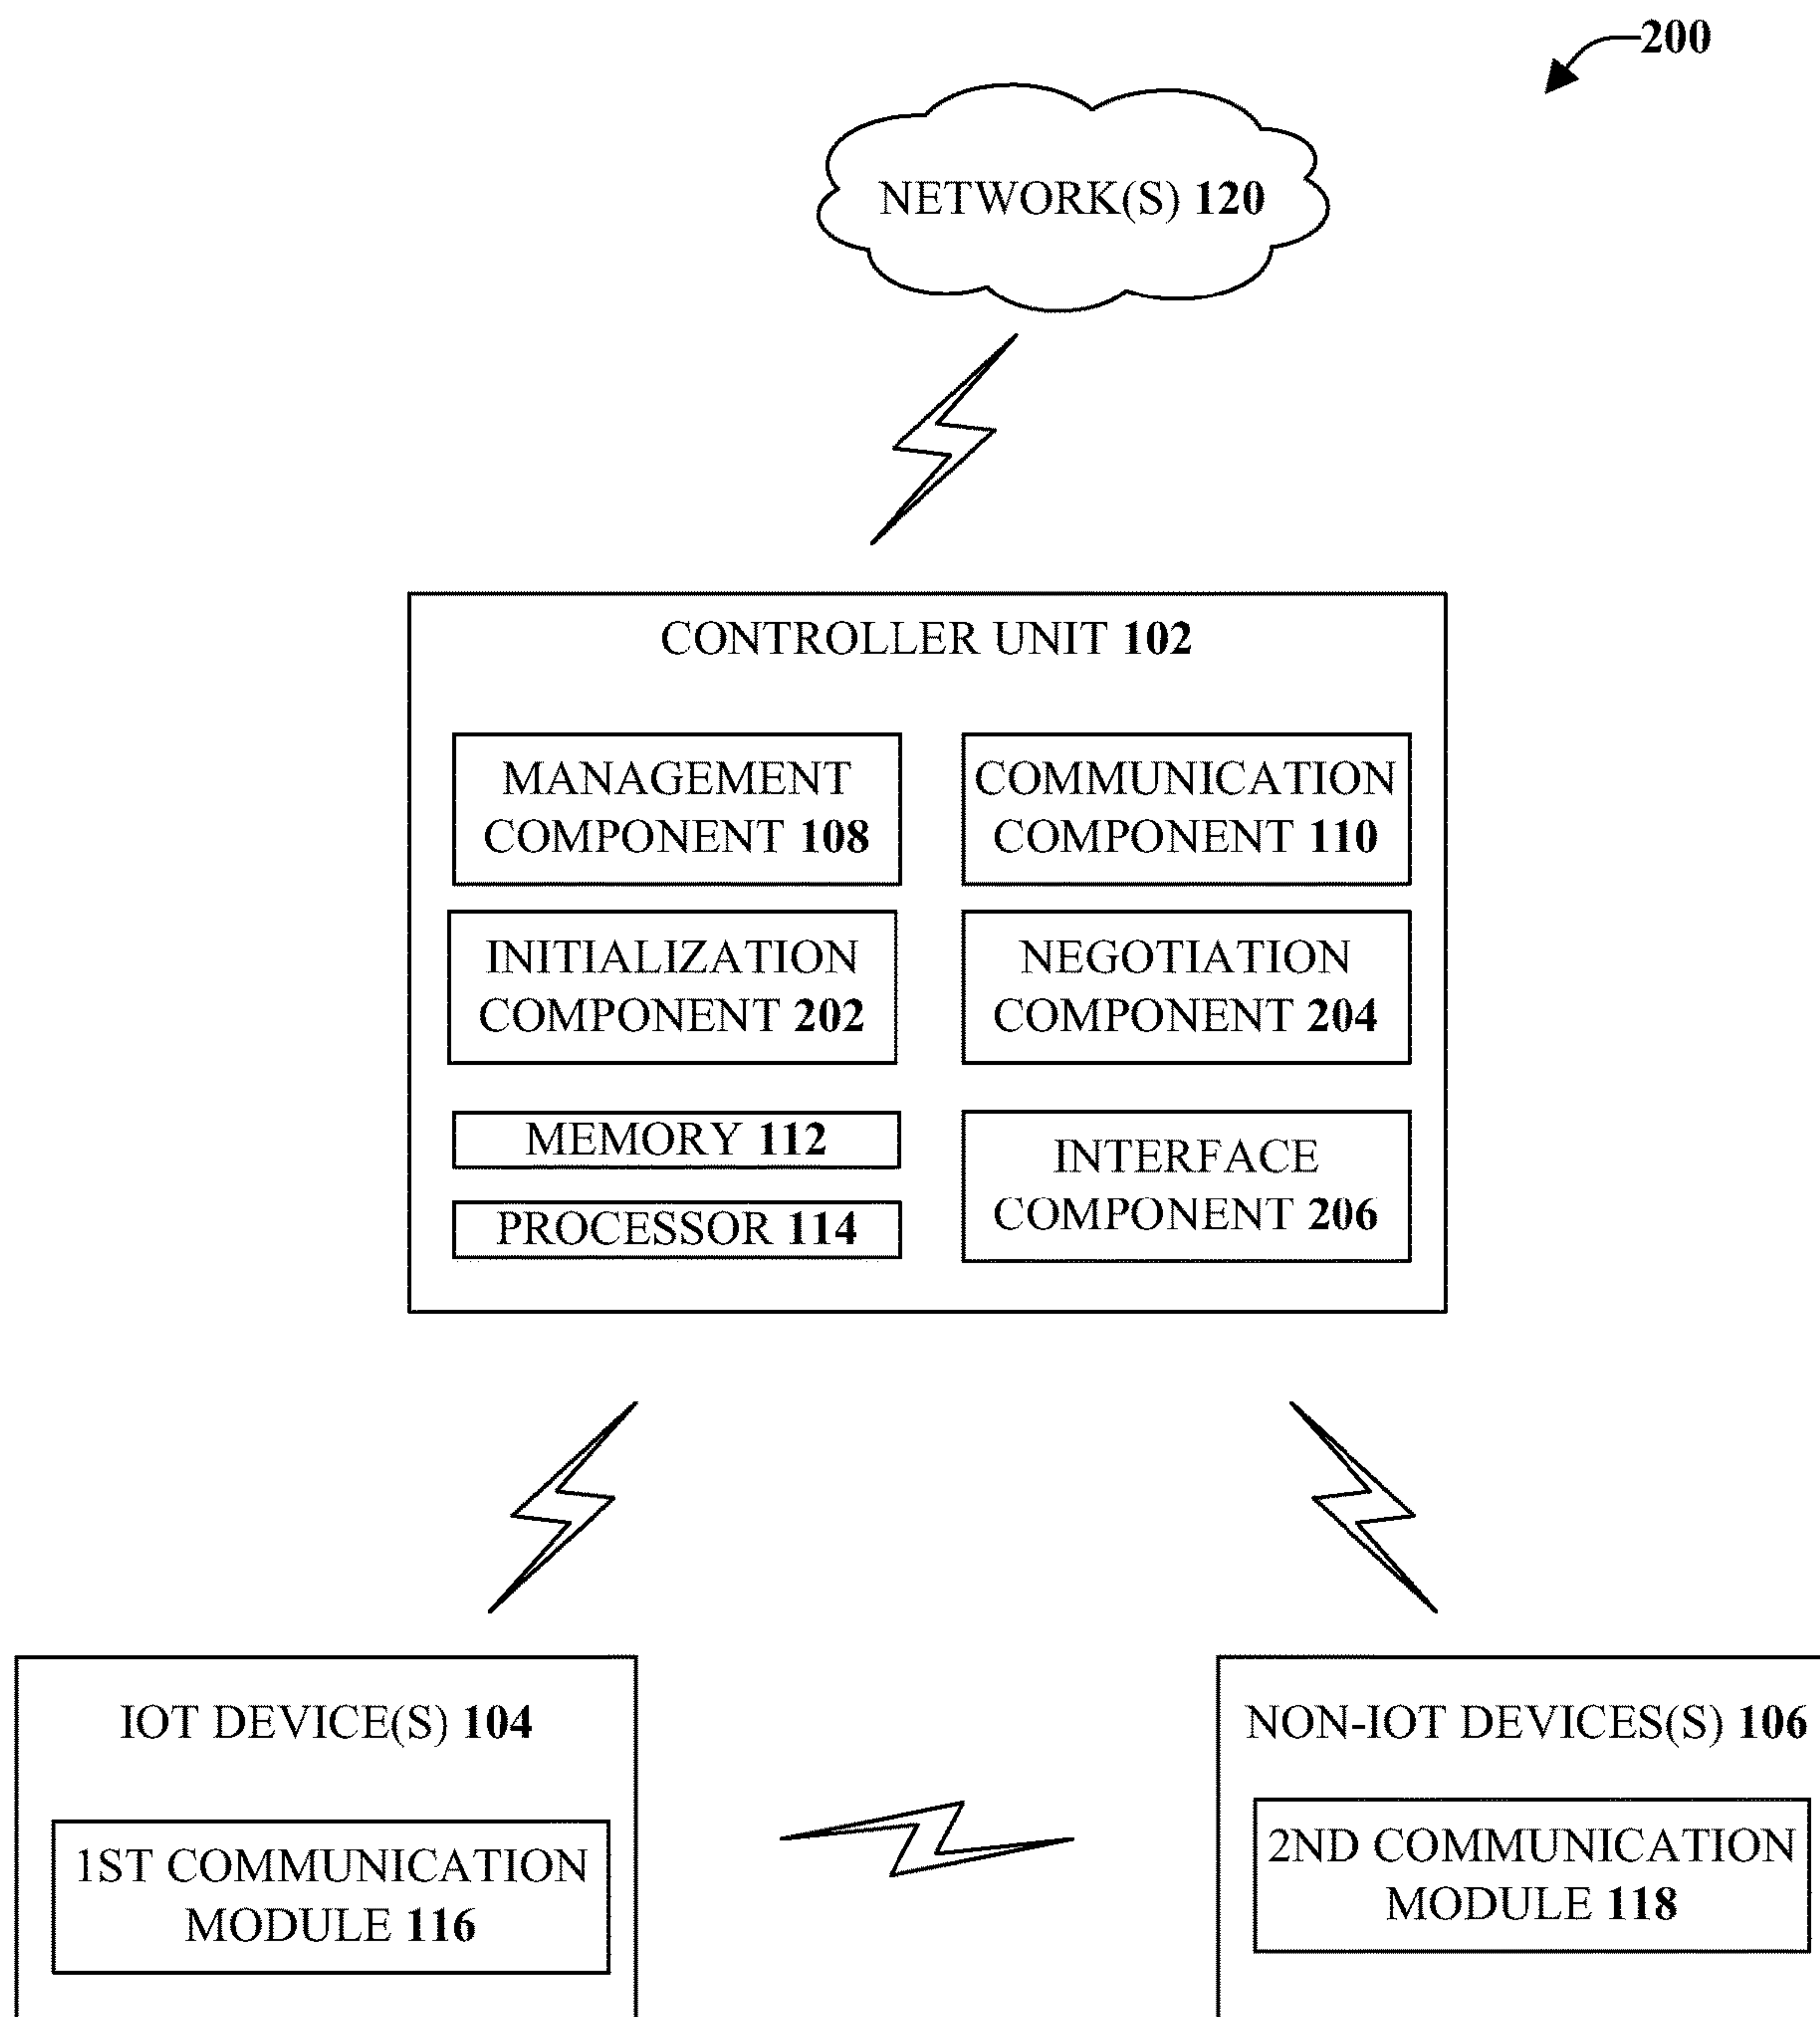 200
NETWORK(S) 120
CONTROLLER UNIT 102
MANAGEMENT
COMPONENT 108
COMMUNICATION
COMPONENT 110
INITIALIZATION
COMPONENT 202
NEGOTIATION
COMPONENT 204
MEMORY 112
PROCESSOR 114
INTERFACE
COMPONENT 206
IOT DEVICE(S) 104
1ST COMMUNICATION
MODULE 116
NON-IOT DEVICES(S) 106
2ND COMMUNICATION
MODULE 118